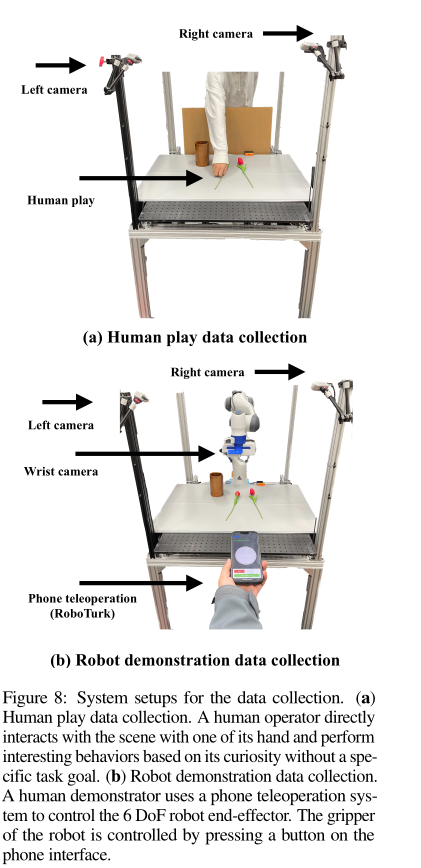 Right camera
Left camera
Human play
(a) Human play data collection
Right camera
Left camera
Wrist camera
Phone teleoperation
(RoboTurk)
(b) Robot demonstration data collection
Figure 8: System setups for the data collection. (a)
Human play data collection. A human operator directly
interacts with the scene with one of its hand and perform
interesting behaviors based on its curiosity without a spe-
cific task goal. (b) Robot demonstration data collection.
A human demonstrator uses a phone teleoperation sys-
tem to control the 6 DoF robot end-effector. The gripper
of the robot is controlled by pressing a button on the
phone interface.